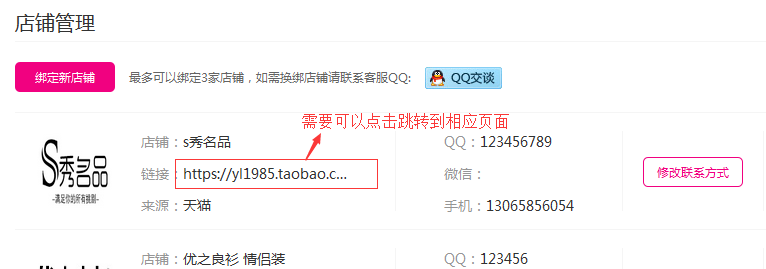 店铺管理
绑定新店铺 最多可以绑定3家店铺，如需换绑店铺请联系客服QQ: QQ交谈
需要可以点击跳转到相应页面
S秀名品
-满足你的所有挑剔-
店铺：s秀名品
链接：https://yl1985.taobao.c...
来源：天猫
QQ：123456789
微信：
手机：13065856054
修改联系方式
店铺：优之良衫 情侣装
QQ：123456